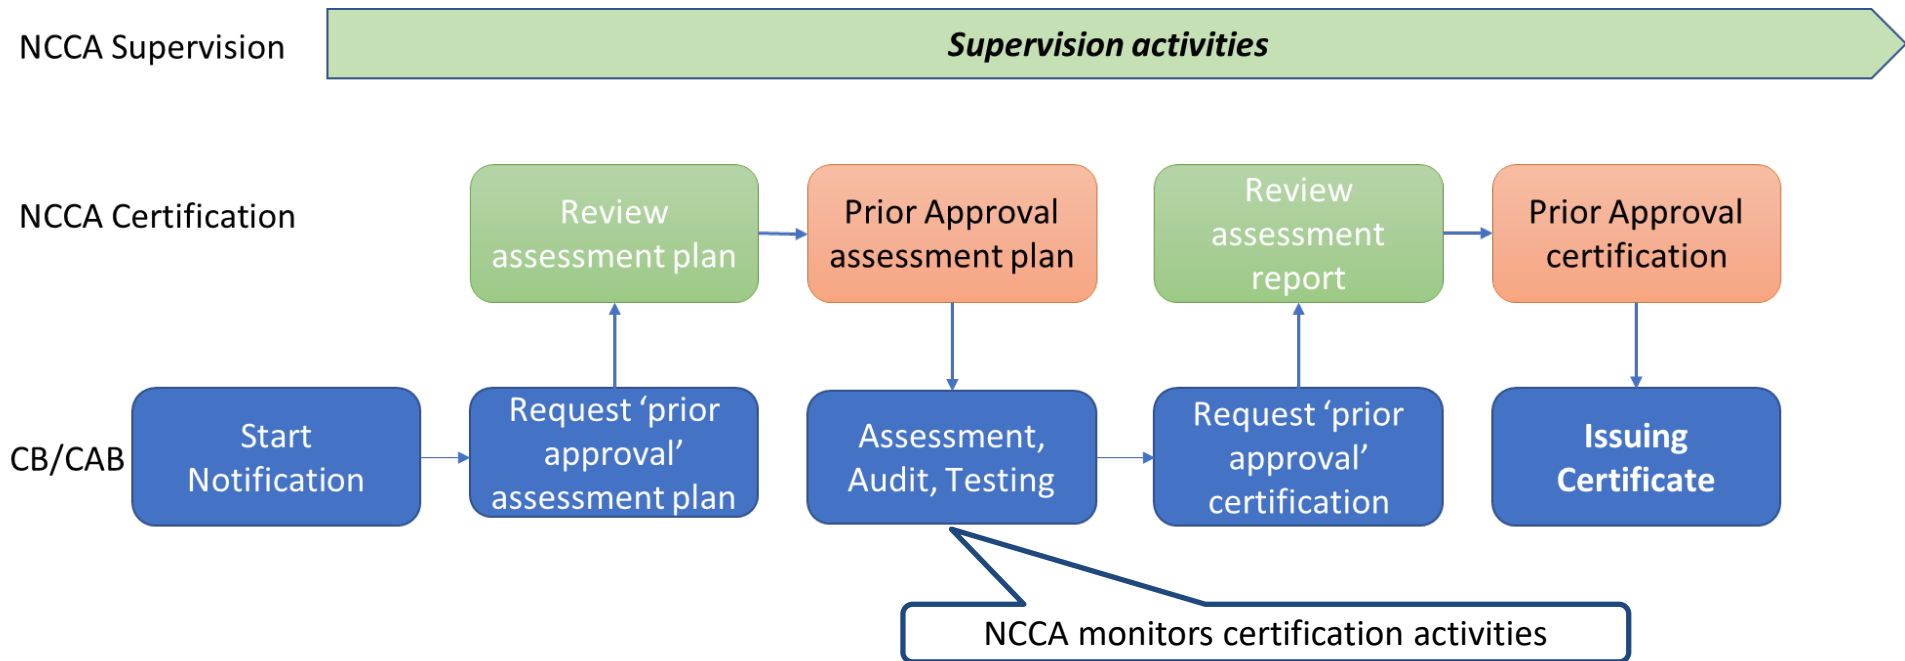 NCCA Supervision
Supervision activities
NCCA Certification
Review
assessment plan
Prior Approval
assessment plan
Review
assessment
report
Prior Approval
certification
CB/CAB
Start
Notification
Request ‘prior
approval’
assessment plan
Assessment,
Audit, Testing
Request ‘prior
approval’
certification
Issuing
Certificate
NCCA monitors certification activities